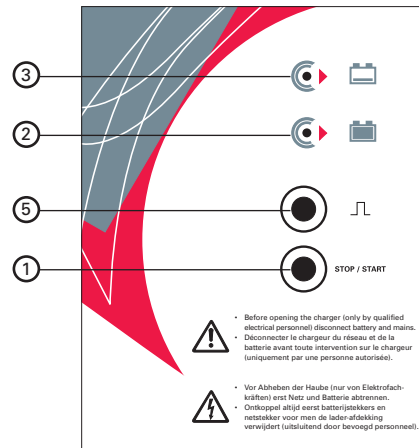 3
2
5
1
STOP / START
• Before opening the charger (only by qualified
electrical personnel) disconnect battery and mains.
• Déconnecter le chargeur du réseau et de la
batterie avant toute intervention sur le chargeur
(uniquement par une personne autorisée).
• Vor Abheben der Haube (nur von Elektrofach-
kräften) erst Netz und Batterie abtrennen.
• Ontkoppel altijd eerst batterijstekers en
netstekker voor men de lader-afdekking
verwijdert (uitsluitend door bevoegd personeel).